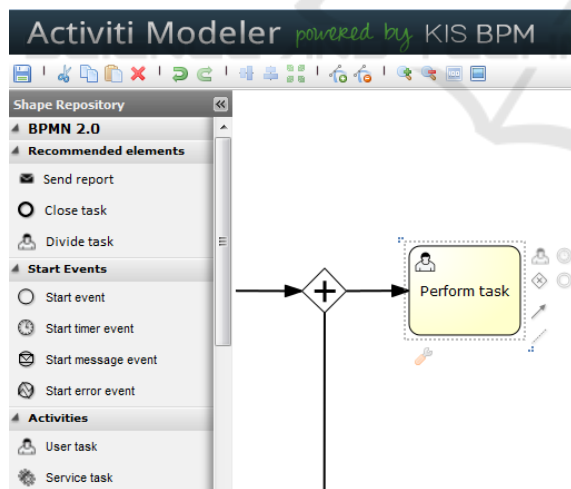 Activiti Modeler powered by KIS BPM
Shape Repository
BPMN 2.0
Recommended elements
Send report
Close task
Divide task
Start Events
Start event
Start timer event
Start message event
Start error event
Activities
User task
Service task
Perform task